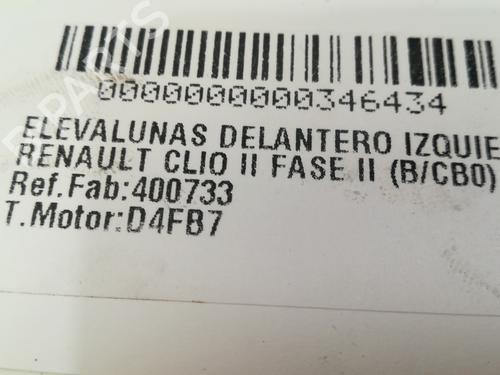 0000000000346434
ELEVALUNAS DELANTERO IZQUIE
RENAULT CLIO II FASE II (B/CB0)
Ref.Fab:400733
T.Motor:D4FB7